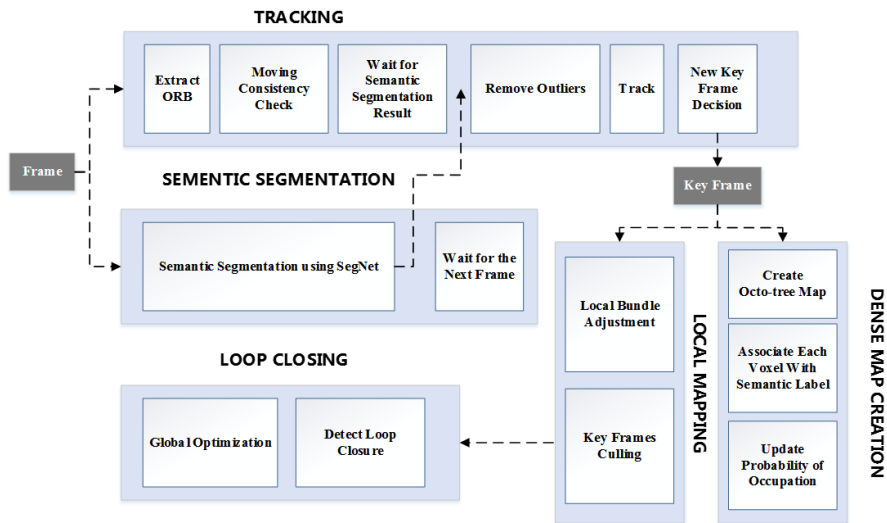 TRACKING
Extract
ORB
Moving
Consistency
Check
Wait for
Semantic
Segmentation
Result
Remove Outliers
Track
New Key
Frame
Decision
Frame
SEMENTIC SEGMENTATION
Key Frame
Semantic Segmentation using SegNet
Wait for the
Next Frame
LOOP CLOSING
Global Optimization
Detect Loop
Closure
Local Bundle
Adjustment
Key Frames
Culling
LOCAL MAPPING
Create
Octo-tree Map
Associate Each
Voxel With
Semantic Label
Update
Probability of
Occupation
DENSE MAP CREATION